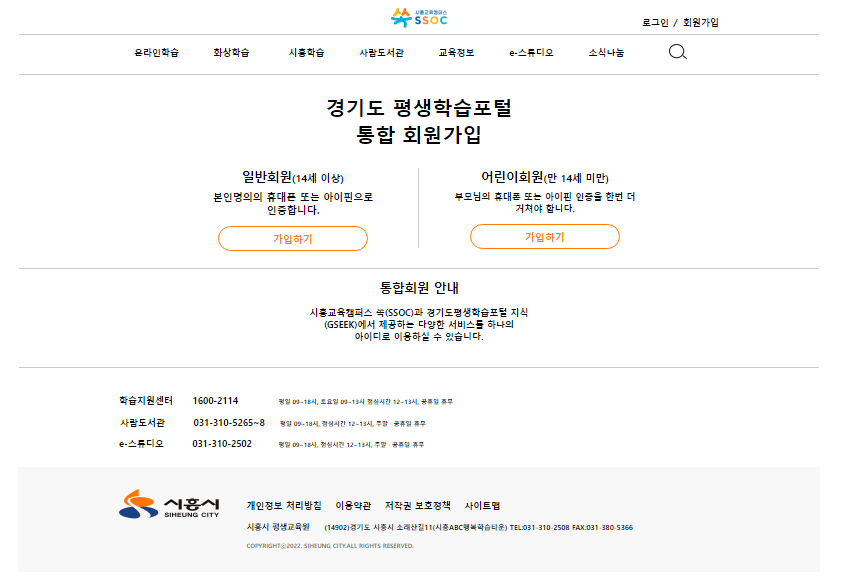 시흥교육캠퍼스
SSOC
로그인 / 회원가입
온라인학습 화상학습 시흥학습 사람도서관 교육정보 e-스튜디오 소식나눔
경기도 평생학습포털
통합 회원가입
일반회원(14세 이상)
본인명의의 휴대폰 또는 아이핀으로
인증합니다.
가입하기
어린이회원(만 14세 미만)
부모님의 휴대폰 또는 아이핀 인증을 한번 더
거쳐야 합니다.
가입하기
통합회원 안내
시흥교육캠퍼스 쏙(SSOC)과 경기도평생학습포털 지식
(GSEEK)에서 제공하는 다양한 서비스를 하나의
아이디로 이용하실 수 있습니다.
학습지원센터 1600-2114 평일 09~18시, 토요일 09~13시 점심시간 12~13시, 공휴일 휴무
사람도서관 031-310-5265~8 평일 09~18시, 점심시간 12~13시, 주말 · 공휴일 휴무
e-스튜디오 031-310-2502 평일 09~18시, 점심시간 12~13시, 주말 · 공휴일 휴무
시흥시
SIHEUNG CITY
개인정보 처리방침 이용약관 저작권 보호정책 사이트맵
시흥시 평생교육원 (14902)경기도 시흥시 소래산길11(시흥ABC행복학습타운) TEL:031-310-2508 FAX:031-380-5366
COPYRIGHTⓒ2022. SIHEUNG CITY.ALL RIGHTS RESERVED.